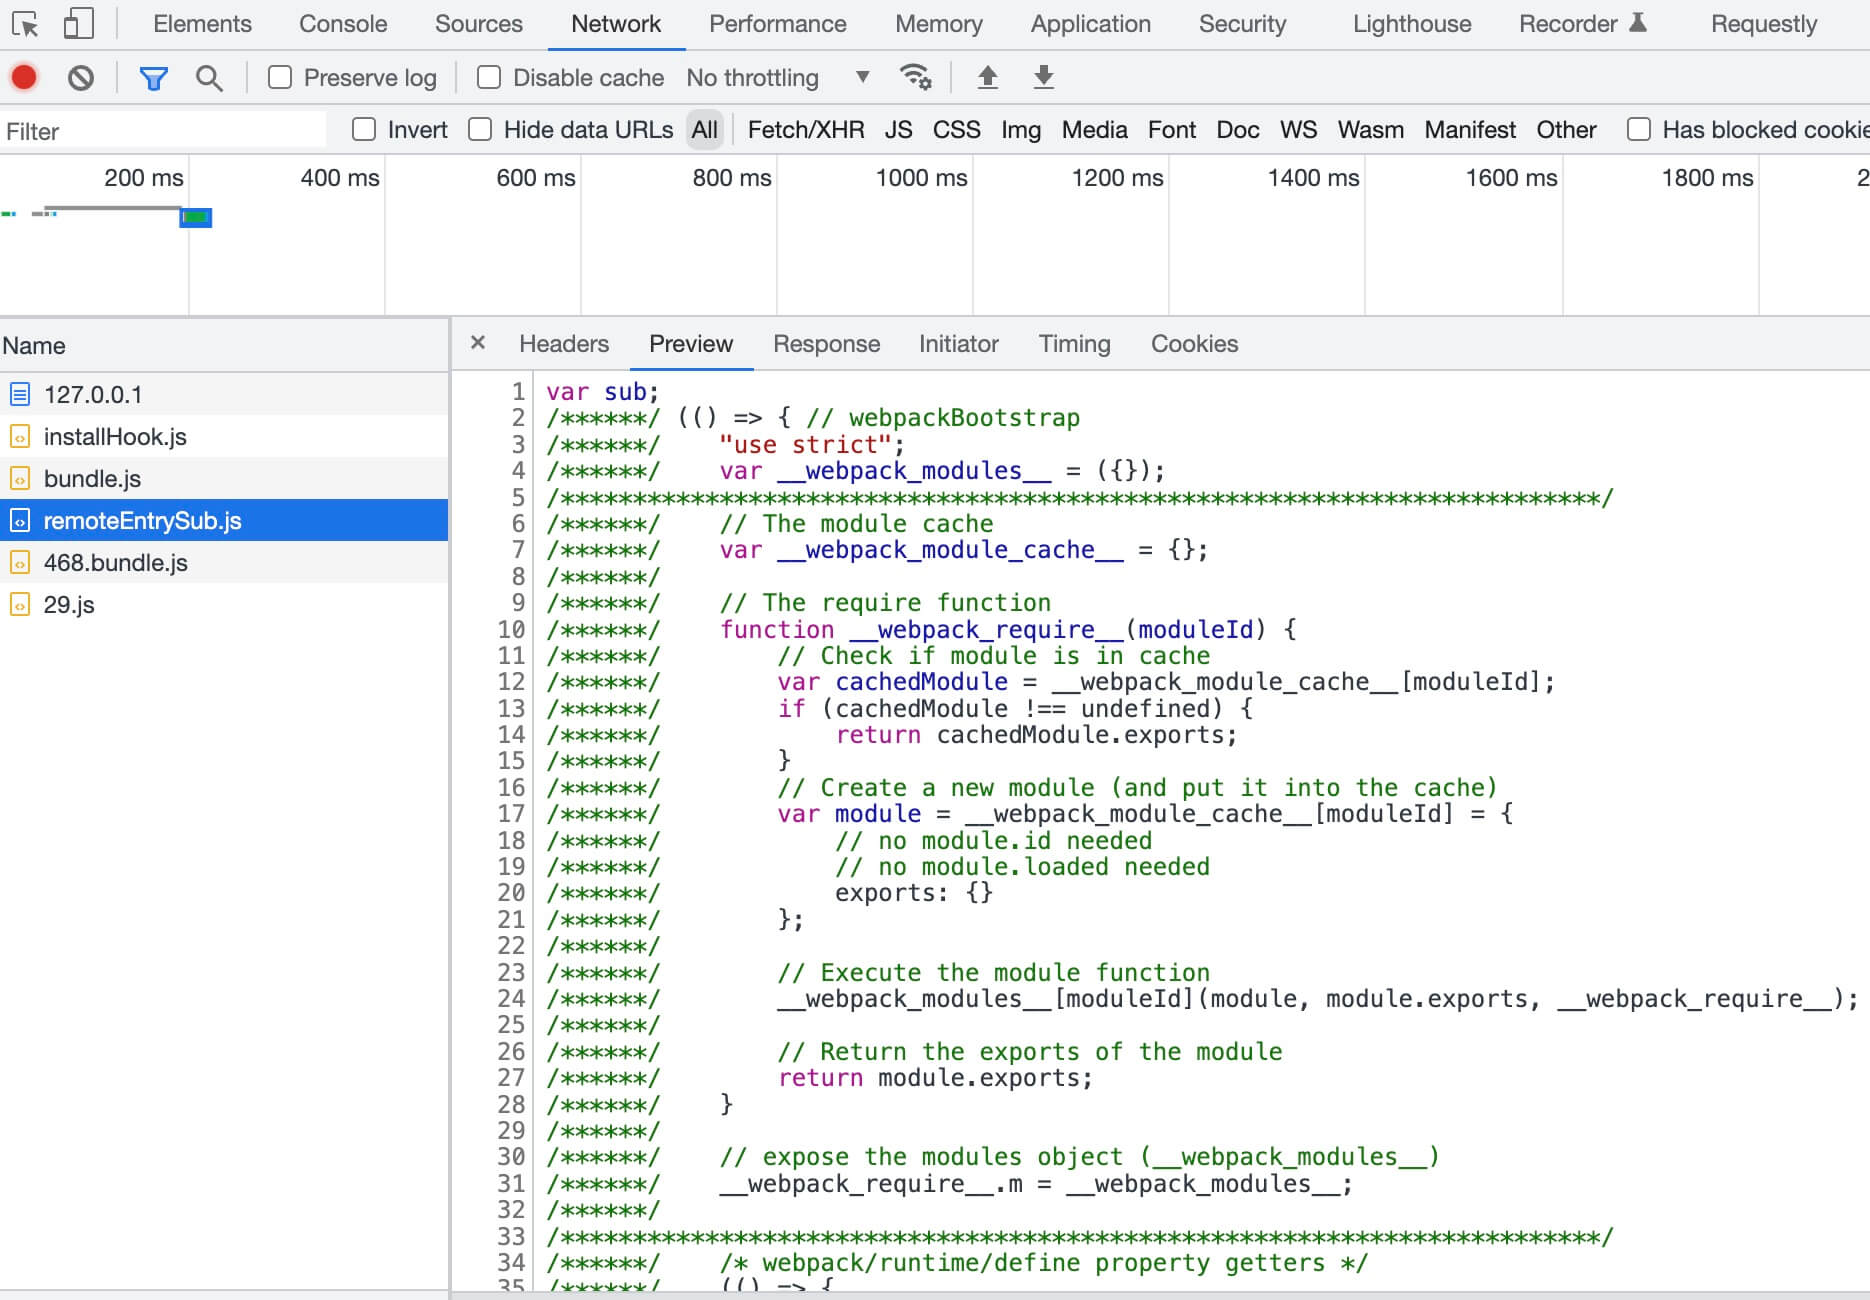 Elements Console Sources Network Performance Memory Application Security Lighthouse Recorder Requestly
Preserve log Disable cache No throttling
Filter Invert Hide data URLs All Fetch/XHR JS CSS Img Media Font Doc WS Wasm Manifest Other Has blocked cookie
200 ms 400 ms 600 ms 800 ms 1000 ms 1200 ms 1400 ms 1600 ms 1800 ms 2
Name
127.0.0.1
installHook.js
bundle.js
remoteEntrySub.js
468.bundle.js
29.js
× Headers Preview Response Initiator Timing Cookies
1 var sub;
2 /******/ (() => { // webpackBootstrap
3 /******/ "use strict";
4 /******/ var __webpack_modules__ = ({});
5 /************************************************************************/
6 /******/ // The module cache
7 /******/ var __webpack_module_cache__ = {};
8 /******/
9 /******/ // The require function
10 /******/ function __webpack_require__(moduleId) {
11 /******/ // Check if module is in cache
12 /******/ var cachedModule = __webpack_module_cache__[moduleId];
13 /******/ if (cachedModule !== undefined) {
14 /******/ return cachedModule.exports;
15 /******/ }
16 /******/ // Create a new module (and put it into the cache)
17 /******/ var module = __webpack_module_cache__[moduleId] = {
18 /******/ // no module.id needed
19 /******/ // no module.loaded needed
20 /******/ exports: {}
21 /******/ };
22 /******/
23 /******/ // Execute the module function
24 /******/ __webpack_modules__[moduleId](module, module.exports, __webpack_require__);
25 /******/
26 /******/ // Return the exports of the module
27 /******/ return module.exports;
28 /******/ }
29 /******/
30 /******/ // expose the modules object (__webpack_modules__)
31 /******/ __webpack_require__.m = __webpack_modules__;
32 /******/
33 /************************************************************************/
34 /******/ /* webpack/runtime/define property getters */
35 /******/ (() => {